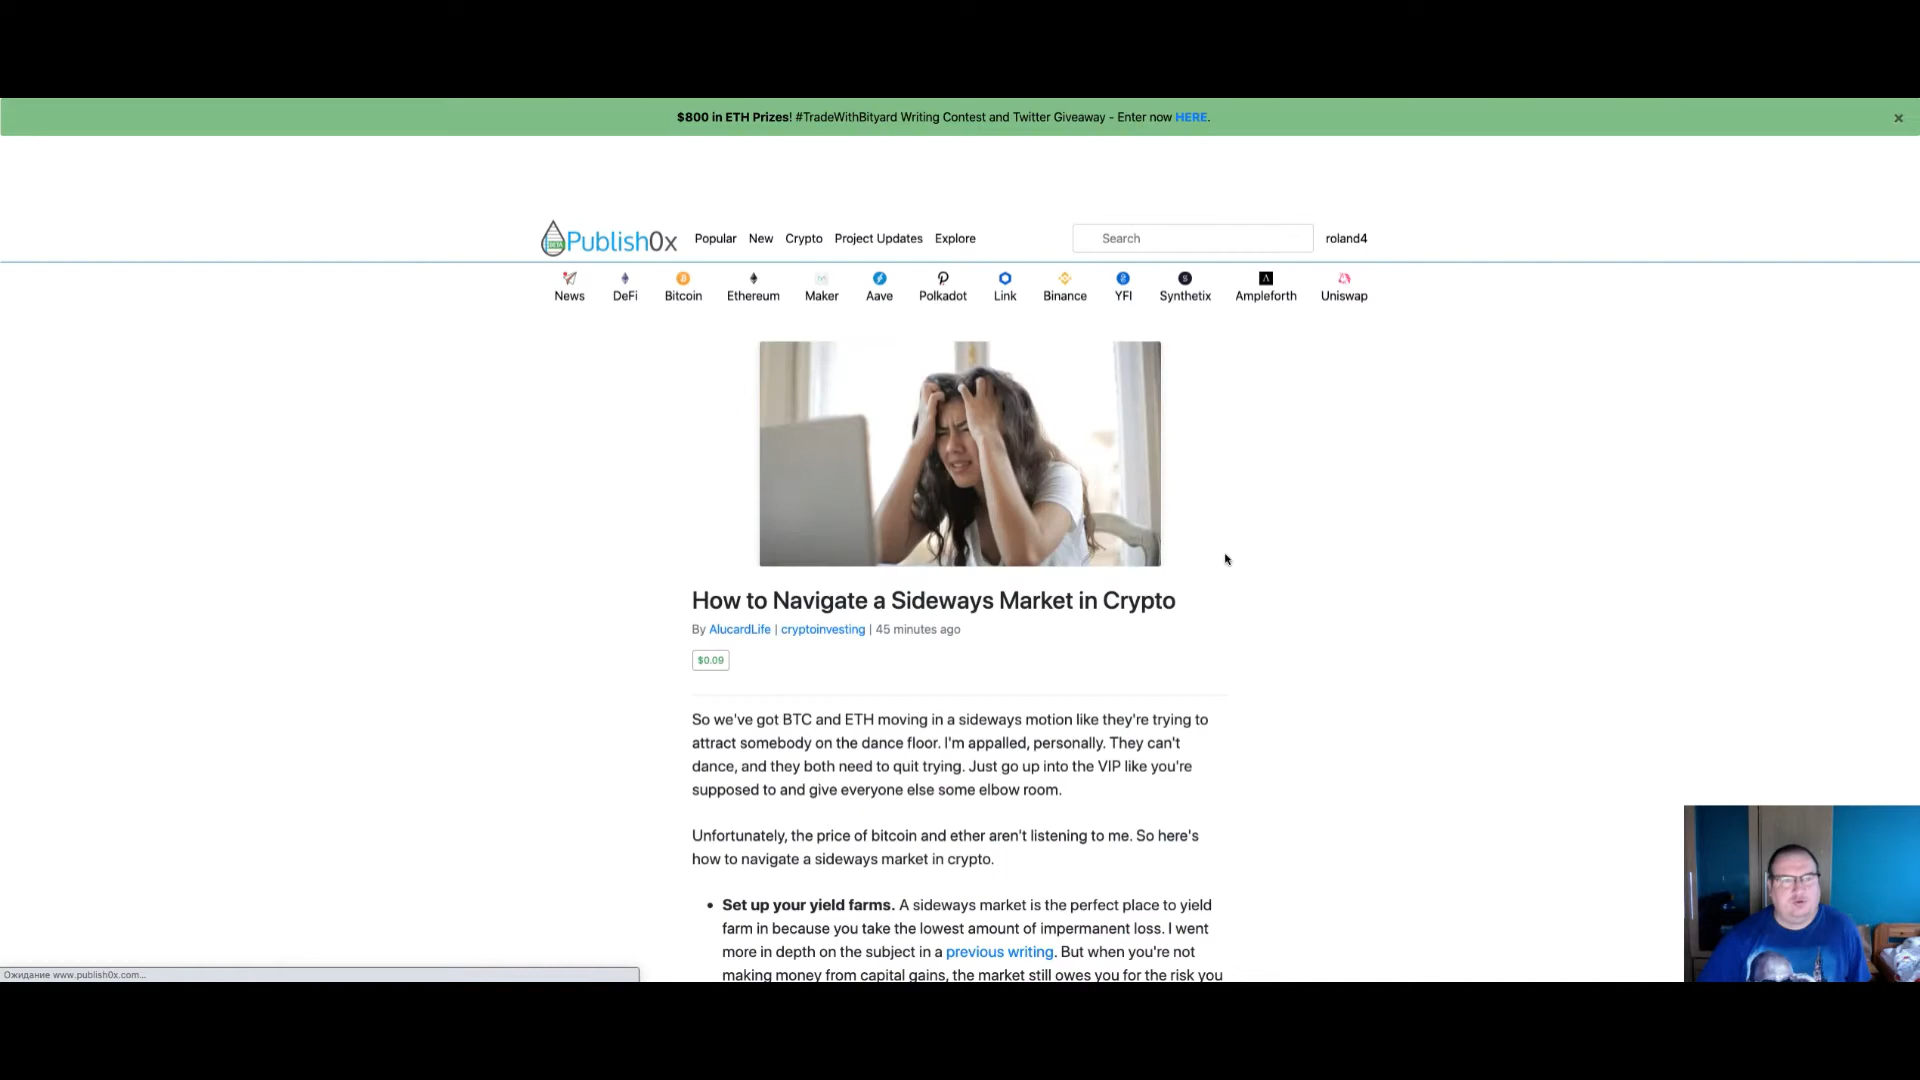 $800 in ETH Prizes! #TradeWithBityard Writing Contest and Twitter Giveaway - Enter now HERE.
×
BETA Publish0x Popular New Crypto Project Updates Explore Search roland4
News DeFi Bitcoin Ethereum Maker Aave Polkadot Link Binance YFI Synthetix Ampleforth Uniswap
How to Navigate a Sideways Market in Crypto
By AlucardLife | cryptoinvesting | 45 minutes ago
$0.09
So we've got BTC and ETH moving in a sideways motion like they're trying to
attract somebody on the dance floor. I'm appalled, personally. They can't
dance, and they both need to quit trying. Just go up into the VIP like you're
supposed to and give everyone else some elbow room.
Unfortunately, the price of bitcoin and ether aren't listening to me. So here's
how to navigate a sideways market in crypto.
• Set up your yield farms. A sideways market is the perfect place to yield
farm in because you take the lowest amount of impermanent loss. I went
more in depth on the subject in a previous writing. But when you're not
making money from capital gains, the market still owes you for the risk you
Ожидание www.publish0x.com...